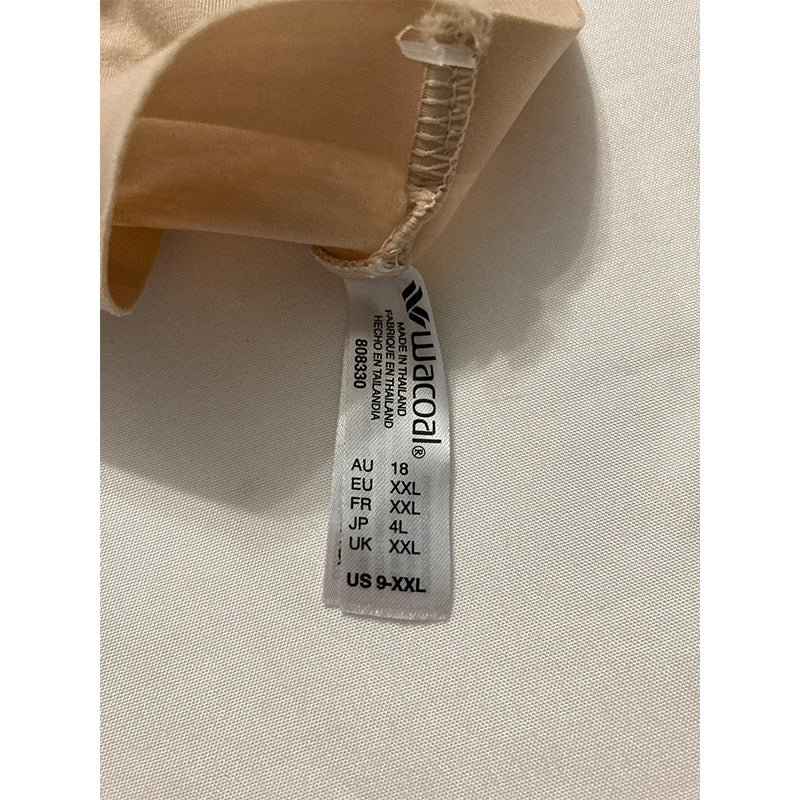 wacoal®
MADE IN THAILAND
FABRIQUE EN THAILAND
HECHO EN TAILANDIA
808330
AU 18
EU XXL
FR XXL
JP 4L
UK XXL
US 9-XXL